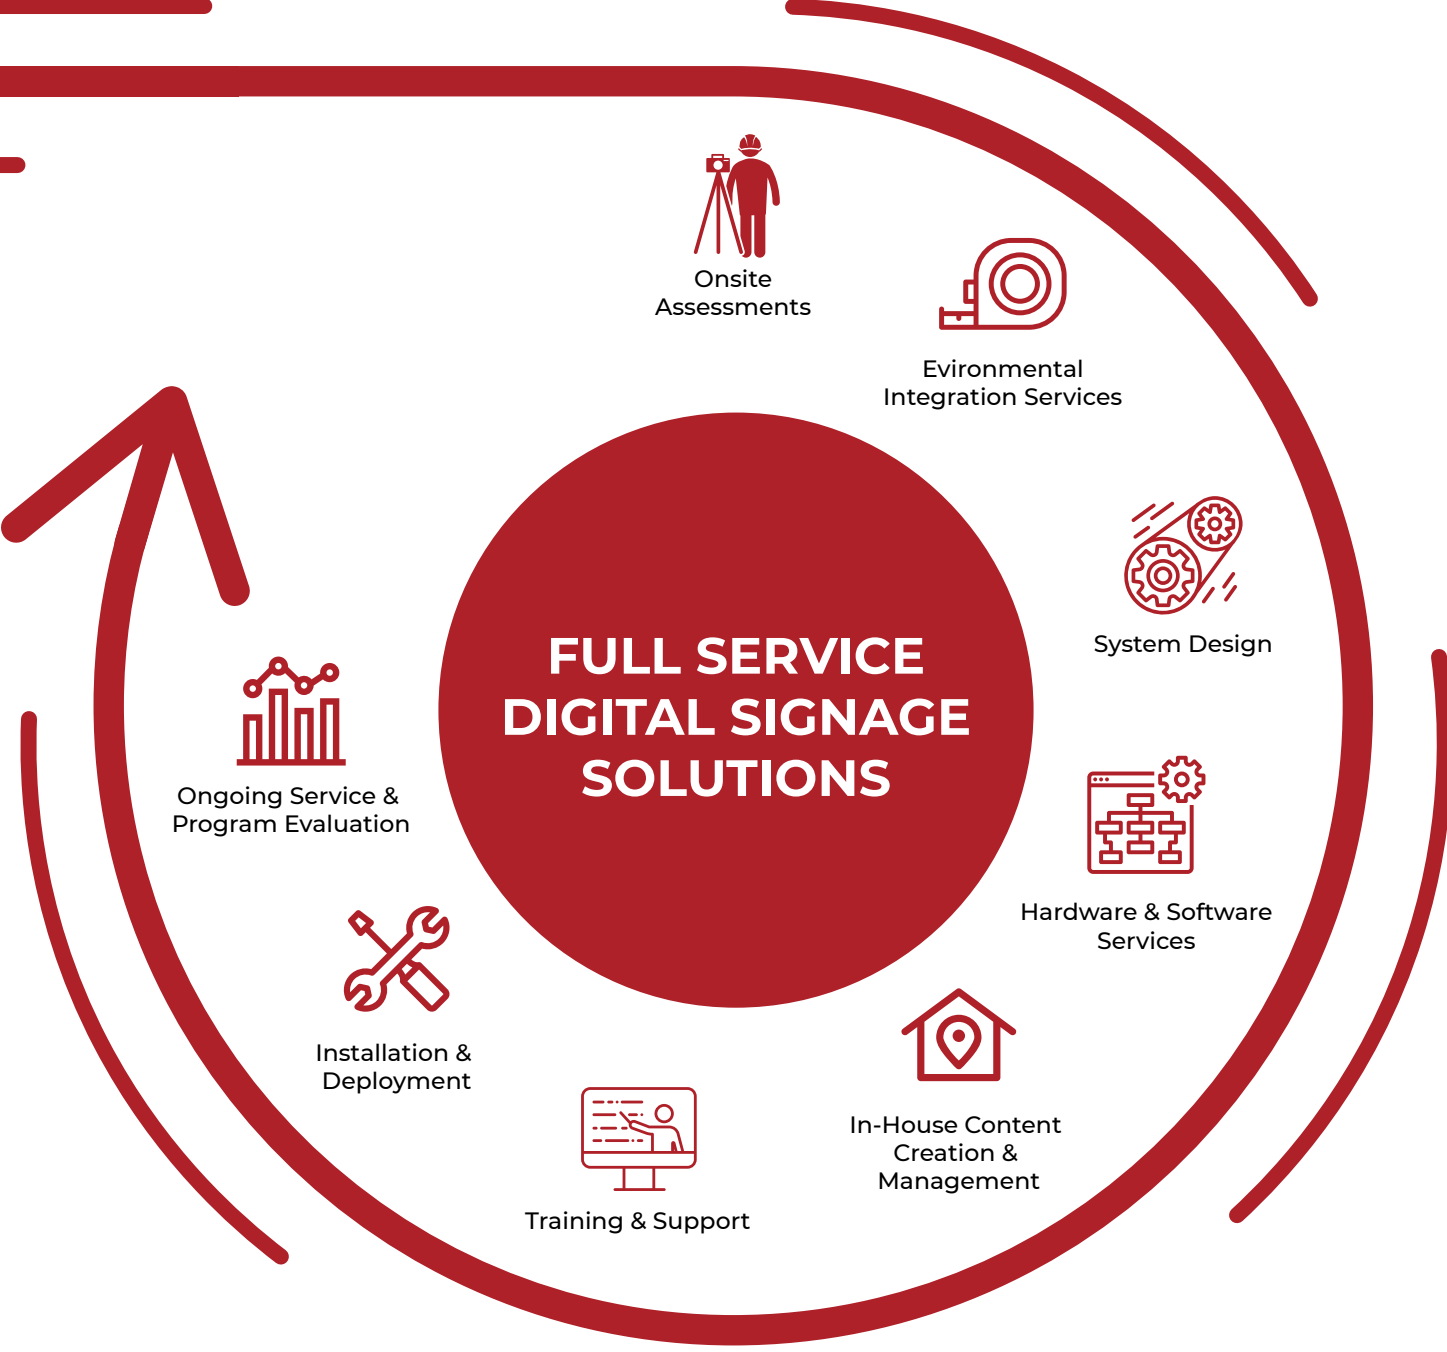 Onsite
Assessments
Evironmental
Integration Services
System Design
Hardware & Software
Services
In-House Content
Creation &
Management
Training & Support
Installation &
Deployment
Ongoing Service &
Program Evaluation
FULL SERVICE
DIGITAL SIGNAGE
SOLUTIONS